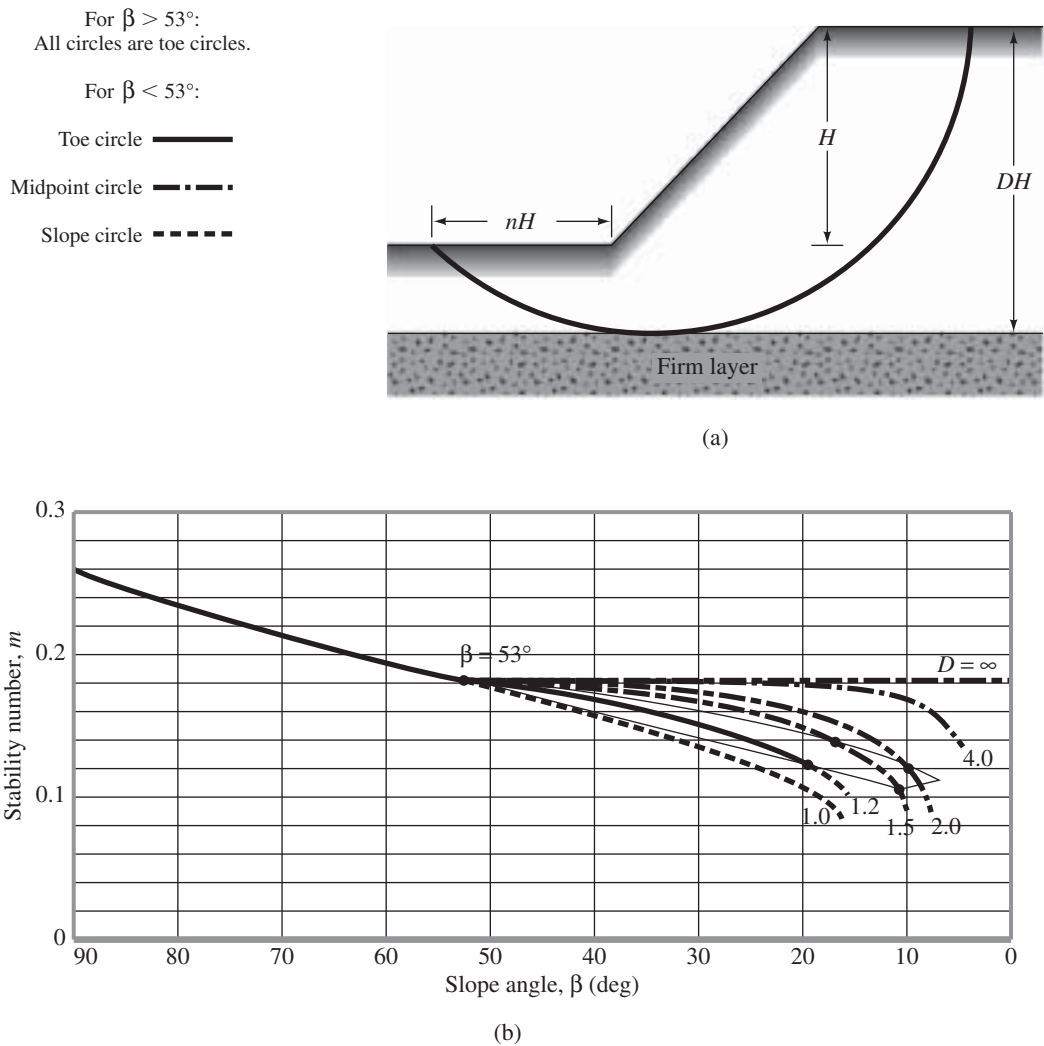 For β > 53°:
All circles are toe circles.
For β < 53°:
Toe circle
Midpoint circle
Slope circle
H
DH
nH
Firm layer
(a)
0.3
0.2
0.1
0
Stability number, m
β = 53°
D = ∞
4.0
1.0
1.2
1.5
2.0
90 80 70 60 50 40 30 20 10 0
Slope angle, β (deg)
(b)